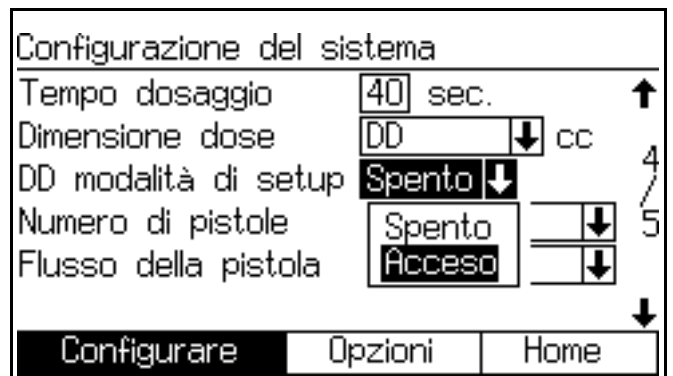 Configurazione del sistema
Tempo dosaggio 40 sec.
Dimensione dose DD cc
DD modalità di setup Spento
4/5
Numero di pistole
Spento
Flusso della pistola
Acceso
Configurare Opzioni Home